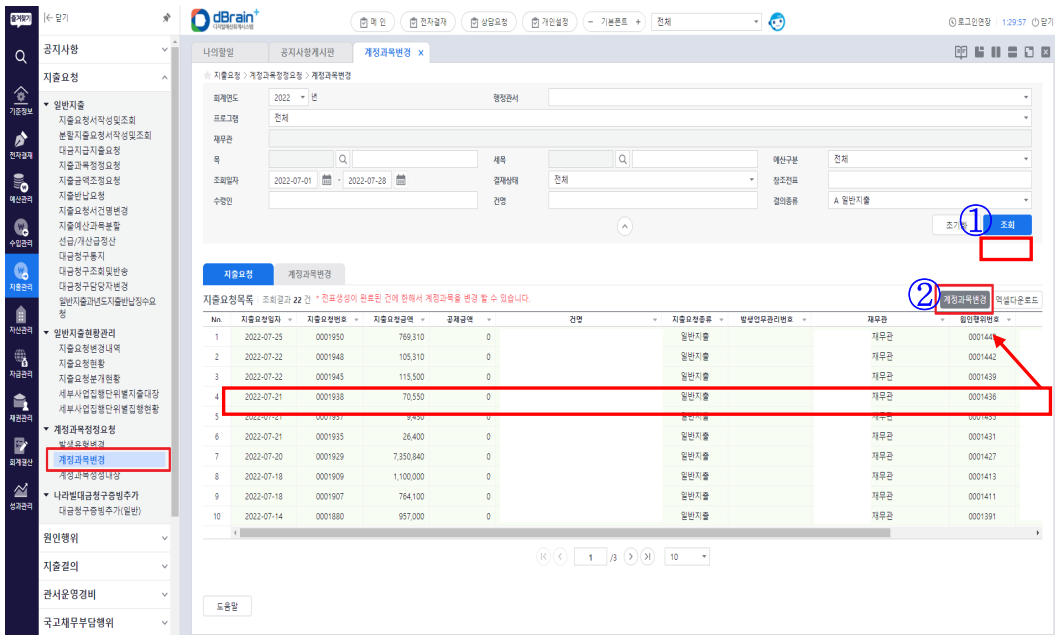 즐겨찾기
|← 닫기
dBrain+
디지털예산회계시스템
메 인
전자결재
상담요청
개인설정
− 기본폰트 +
전체
로그인연장 | 1:29:57 닫기
공지사항
지출요청
▼ 일반지출
지출요청서작성및조회
분할지출요청서작성및조회
대금지급지출요청
지출과목정정요청
지출금액조정요청
지출반납요청
지출요청서건명변경
지출예산과목분할
선급/개산급정산
대금청구통지
대금청구조회및반송
대금청구담당자변경
일반지출과년도지출반납징수요
청
▼ 일반지출현황관리
지출요청변경내역
지출요청현황
지출요청분개현황
세부사업집행단위별지출대장
세부사업집행단위별집행현황
▼ 계정과목정정요청
발생유형변경
계정과목변경
계정과목정정대장
▼ 나라빌대금청구증빙추가
대금청구증빙추가(일반)
원인행위
지출결의
관서운영경비
국고채무부담행위
기준정보
전자결재
예산관리
수입관리
지출관리
자산관리
자금관리
채권관리
회계결산
성과관리
나의할일
공지사항게시판
계정과목변경 x
지출요청 > 계정과목정정요청 > 계정과목변경
회계연도 2022 년 행정관서
프로그램 전체
재무관
목 세목 예산구분 전체
조회일자 2022-07-01 - 2022-07-28 결재상태 전체 참조전표
수령인 건명 결의종류 A 일반지출
① 조회
지출요청 계정과목변경
지출요청목록 조회결과 22 건 * 전표생성이 완료된 건에 한해서 계정과목을 변경 할 수 있습니다.
② 계정과목변경 엑셀다운로드
No. 지출요청일자 지출요청번호 지출요청금액 공제금액 건명 지출요청종류 발생업무관리번호 재무관 원인행위번호
1 2022-07-25 0001950 769,310 0 일반지출 재무관
2 2022-07-22 0001948 105,310 0 일반지출 재무관 0001442
3 2022-07-22 0001945 115,500 0 일반지출 재무관 0001439
4 2022-07-21 0001938 70,550 0 일반지출 재무관 0001436
5 2022-07-21 0001937 9,450 0 일반지출 재무관 0001435
6 2022-07-21 0001935 26,400 0 일반지출 재무관 0001431
7 2022-07-20 0001929 7,350,840 0 일반지출 재무관 0001427
8 2022-07-18 0001909 1,100,000 0 일반지출 재무관 0001413
9 2022-07-18 0001907 764,100 0 일반지출 재무관 0001411
10 2022-07-14 0001880 957,000 0 일반지출 재무관 0001391
1 /3 10
도움말